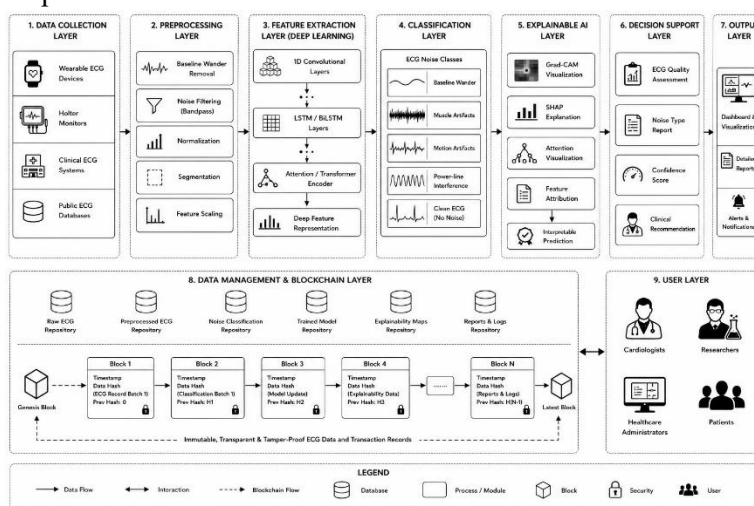 1. DATA COLLECTION
LAYER
Wearable ECG
Devices
Holtor
Monitors
Clinical ECG
Systems
Public ECG
Databases
2. PREPROCESSING
LAYER
Baseline Wander
Removal
Noise Filtering
(Bandpass)
Normalization
Segmentation
Feature Scaling
3. FEATURE EXTRACTION
LAYER (DEEP LEARNING)
1D Convolutional
Layers
LSTM / BiLSTM
Layers
Attention / Transformer
Encoder
Deep Feature
Representation
4. CLASSIFICATION
LAYER
ECG Noise Classes
Baseline Wander
Muscle Artifacts
Motion Artifacts
Power-line
Interference
Clean ECG
(No Noise)
5. EXPLAINABLE AI
LAYER
Grad-CAM
Visualization
SHAP
Explanation
Attention
Visualization
Feature
Attribution
Interpretable
Prediction
6. DECISION SUPPORT
LAYER
ECG Quality
Assessment
Noise Type
Report
Confidence
Score
Clinical
Recommendation
7. OUTPU
LAYER
Dashboard &
Visualizatio
Detailed
Reports
Alerts &
Notification
8. DATA MANAGEMENT & BLOCKCHAIN LAYER
Raw ECG
Repository
Preprocessed ECG
Repository
Noise Classification
Repository
Trained Model
Repository
Explainability Maps
Repository
Reports & Logs
Repository
Genesis Block
Block 1
Timestamp
Data Hash
(ECG Record Batch 1)
Prev Hash: 0
Block 2
Timestamp
Data Hash
(Classification Batch 1)
Prev Hash: H1
Block 3
Timestamp
Data Hash
(Model Update)
Prev Hash: H2
Block 4
Timestamp
Data Hash
(Explainability Data)
Prev Hash: H3
Block N
Timestamp
Data Hash
(Reports & Logs)
Prev Hash: H(N-1)
Latest Block
Immutable, Transparent & Tamper-Proof ECG Data and Transaction Records
9. USER LAYER
Cardiologists
Researchers
Healthcare
Administrators
Patients
LEGEND
Data Flow
Interaction
Blockchain Flow
Database
Process / Module
Block
Security
User